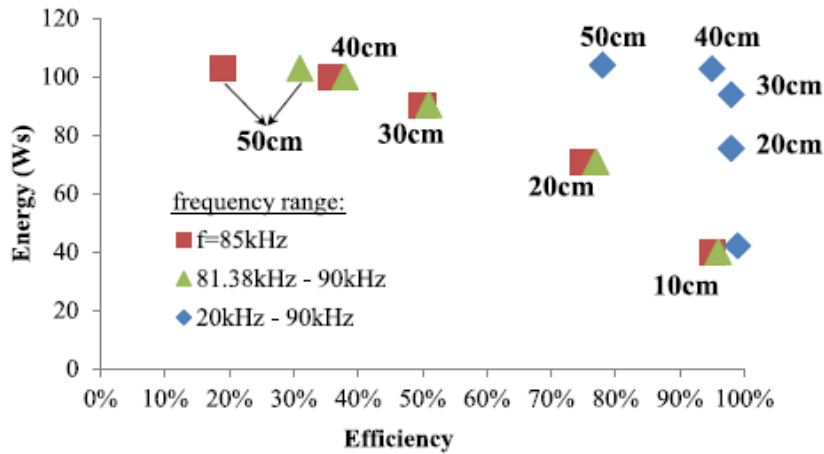 120
100
80
60
40
20
0
Energy (Ws)
50cm
40cm
30cm
20cm
10cm
50cm
40cm
30cm
20cm
frequency range:
f=85kHz
81.38kHz - 90kHz
20kHz - 90kHz
0% 10% 20% 30% 40% 50% 60% 70% 80% 90% 100%
Efficiency